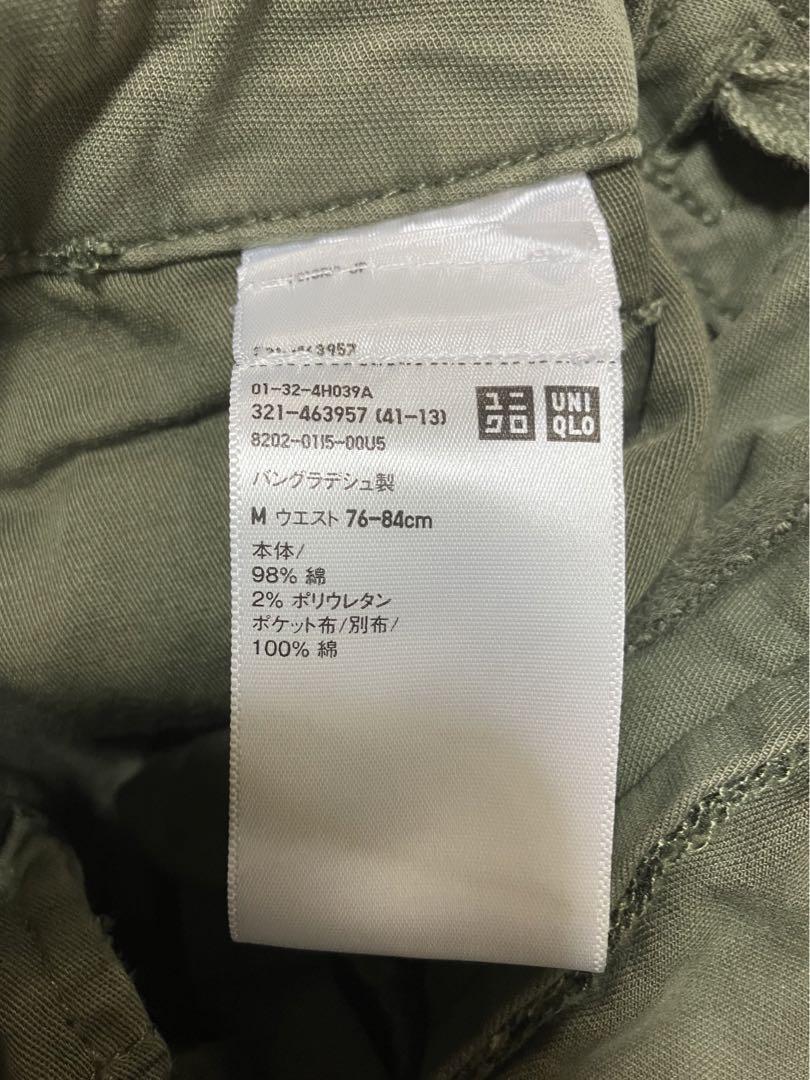 463957
01-32-4H039A
321-463957 (41-13)
8202-0115-00U5
ユニ
クロ
UNI
QLO
バングラデシュ製
M ウエスト 76-84cm
本体/
98% 綿
2% ポリウレタン
ポケット布/別布/
100% 綿